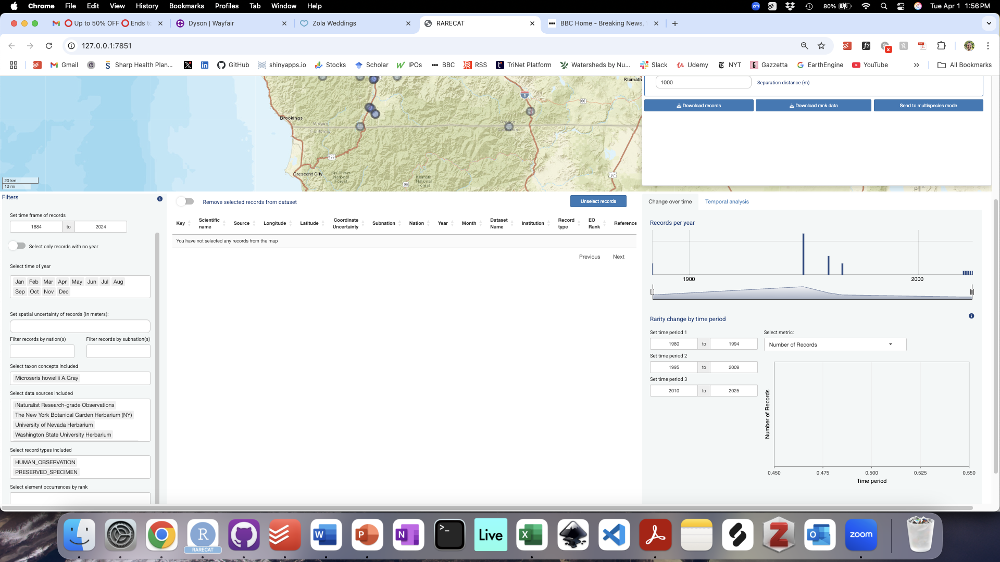 Chrome File Edit View History Bookmarks Profiles Tab Window Help
80% Tue Apr 1 1:56 PM
Up to 50% OFF Ends
Dyson | Wayfair
Zola Weddings
RARECAT
BBC Home - Breaking News,
127.0.0.1:7851
Gmail
Sharp Health Plan...
GitHub
shinyapps.io
Stocks
Scholar
IPOs
BBC
RSS
TriNet Platform
Watersheds by Nu...
Slack
Udemy
NYT
Gazzetta
EarthEngine
YouTube
All Bookmarks
Klamath
Brookings
Oregon
California
Oregon
California
66
199
Crescent City
Six Rivers
National
Forest
Klamath
National
Forest
96
97
5
20 km
10 mi
1000
Separation distance (m)
Download records
Download rank data
Send to multispecies mode
Filters
Set time frame of records
1884 to 2024
Select only records with no year
Select time of year
Jan Feb Mar Apr May Jun Jul Aug
Sep Oct Nov Dec
Set spatial uncertainty of records (in meters):
Filter records by nation(s)
Filter records by subnation(s)
Select taxon concepts included
Microseris howellii A.Gray
Select data sources included
iNaturalist Research-grade Observations
The New York Botanical Garden Herbarium (NY)
University of Nevada Herbarium
Washington State University Herbarium
Select record types included
HUMAN_OBSERVATION
PRESERVED_SPECIMEN
Select element occurrences by rank
Remove selected records from dataset
Unselect records
Key
Scientific name
Source
Longitude
Latitude
Coordinate Uncertainty
Subnation
Nation
Year
Month
Dataset Name
Institution
Record type
EO Rank
Reference
You have not selected any records from the map
Previous
Next
Change over time
Temporal analysis
Records per year
1900
2000
Rarity change by time period
Set time period 1
1980 to 1994
Set time period 2
1995 to 2009
Set time period 3
2010 to 2025
Select metric:
Number of Records
Number of Records
0.450
0.475
0.500
0.525
0.550
Time period
RARECAT
Live
zoom